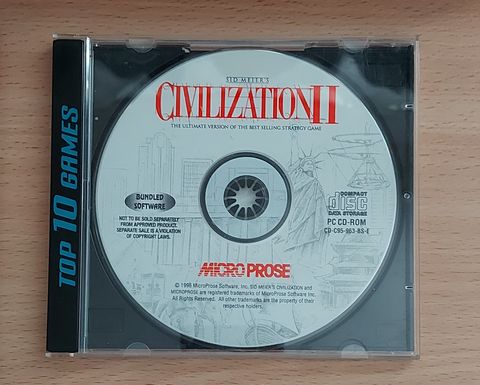 TOP 10 GAMES
SID MEIER'S
CIVILIZATION II
THE ULTIMATE VERSION OF THE BEST SELLING STRATEGY GAME
BUNDLED
SOFTWARE
NOT TO BE SOLD SEPARATELY
FROM APPROVED PRODUCT.
SEPARATE SALE IS A VIOLATION
OF COPYRIGHT LAWS.
COMPACT
disc
DATA STORAGE
PC CD-ROM
CD-C95-963-BS-E
MICROPROSE
© 1998 MicroProse Software, Inc. SID MEIER'S CIVILIZATION and
MICROPROSE are registered trademarks of MicroProse Software Inc.
All Rights Reserved. All other trademarks are the property of their
respective holders.